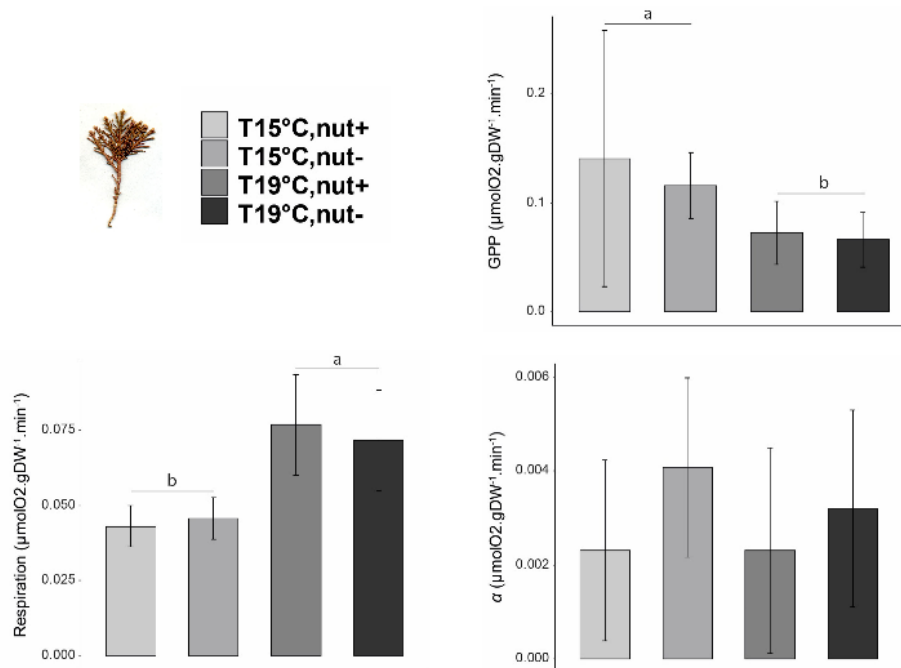 T15°C,nut+
T15°C,nut-
T19°C,nut+
T19°C,nut-
GPP (µmolO2.gDW⁻¹.min⁻¹)
0.2
0.1
0.0
a
b
Respiration (µmolO2.gDW⁻¹.min⁻¹)
0.075
0.050
0.025
0.000
b
a
α (µmolO2.gDW⁻¹.min⁻¹)
0.006
0.004
0.002
0.000